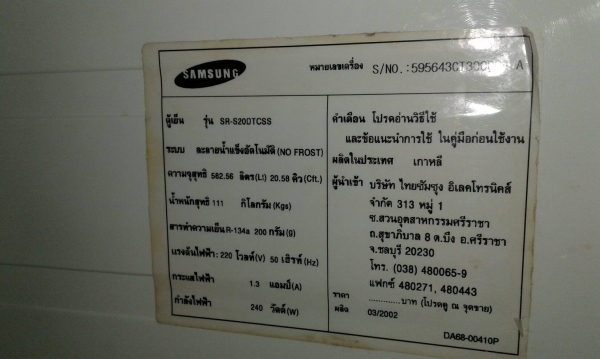 SAMSUNG
หมายเลขเครื่อง S/NO.:
ตู้เย็น รุ่น SR-S20DTCSS
ระบบ ละลายน้ำแข็งอัตโนมัติ (NO FROST)
ความจุสุทธิ 582.56 ลิตร(Lt) 20.58 คิว(Cft.)
น้ำหนักสุทธิ 111 กิโลกรัม (Kgs)
สารทำความเย็น R-134a 200 กรัม(g)
แรงดันไฟฟ้า: 220 โวลท์(V) 50 เฮิรท์ (Hz)
กระแสไฟฟ้า 1.3 แอมป์(A)
กำลังไฟฟ้า 240 วัตต์(W)
คำเตือน โปรดอ่านวิธีใช้
และข้อแนะนำการใช้ ในคู่มือก่อนใช้งาน
ผลิตในประเทศ เกาหลี
ผู้นำเข้า บริษัท ไทยซัมซุง อิเลคโทรนิคส์
จำกัด 313 หมู่ 1
ซ.สวนอุตสาหกรรมศรีราชา
ถ.สุขาภิบาล 8 ต.บึง อ.ศรีราชา
จ.ชลบุรี 20230
โทร. (038) 480065-9
แฟกซ์ 480271, 480443
ราคา ............บาท (โปรดดู ณ จุดขาย)
ผลิต 03/2002
DA68-00410P